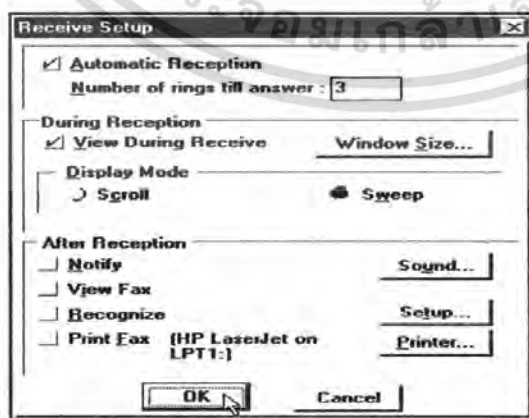 Receive Setup
Automatic Reception
Number of rings till answer : 3
During Reception
View During Receive Window Size...
Display Mode
Scroll Sweep
After Reception
Notify Sound...
View Fax
Recognize Setup...
Print Fax (HP LaserJet on LPT1:) Printer...
OK Cancel